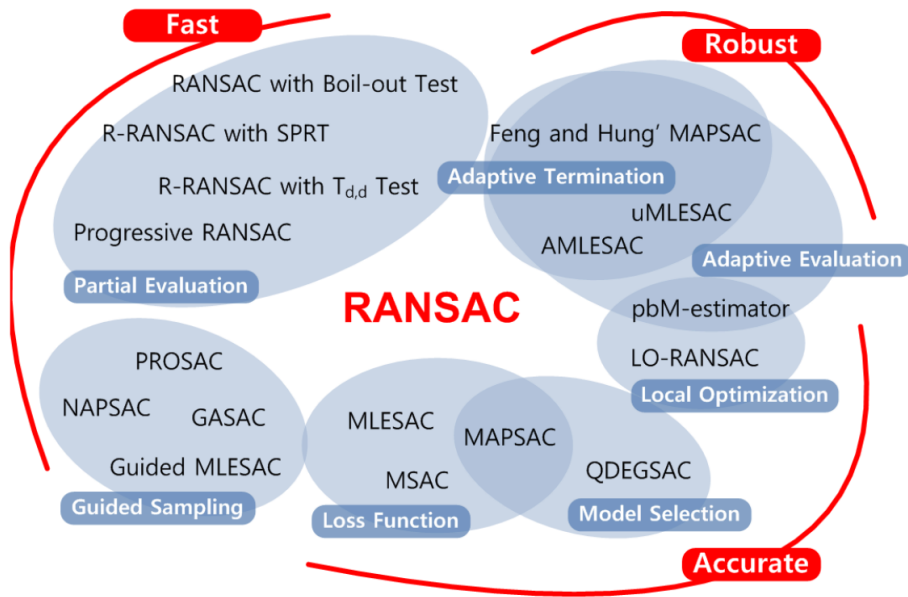 Fast
Robust
RANSAC with Boil-out Test
R-RANSAC with SPRT
Feng and Hung' MAPSAC
Adaptive Termination
R-RANSAC with Td,d Test
uMLESAC
Progressive RANSAC
AMLESAC
Adaptive Evaluation
Partial Evaluation
RANSAC
pbM-estimator
PROSAC
LO-RANSAC
Local Optimization
NAPSAC
GASAC
MLESAC
MAPSAC
Guided MLESAC
MSAC
QDEGSAC
Guided Sampling
Loss Function
Model Selection
Accurate